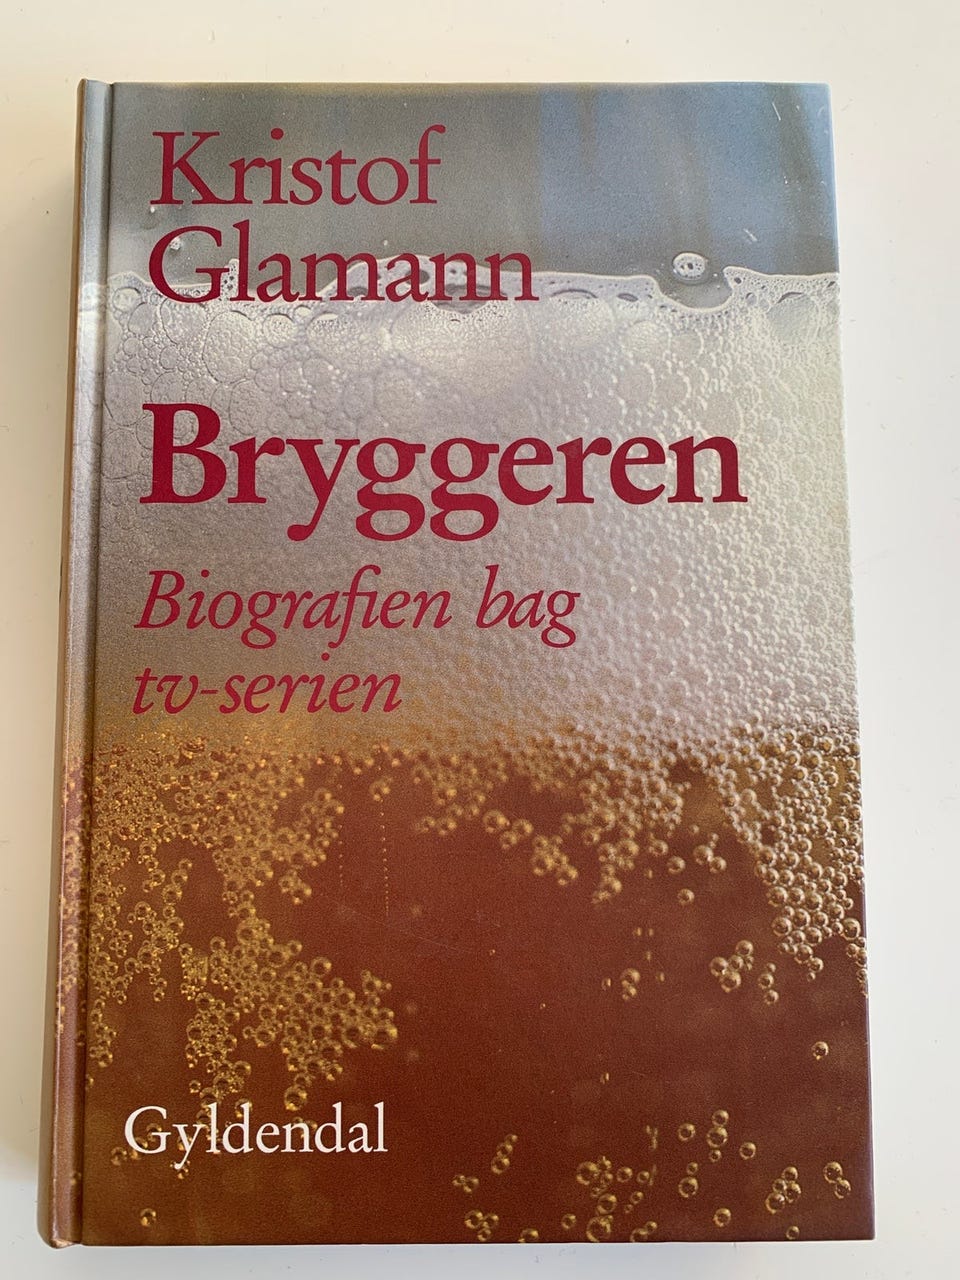 Kristof
Glamann
Bryggeren
Biografien bag
tv-serien
Gyldendal